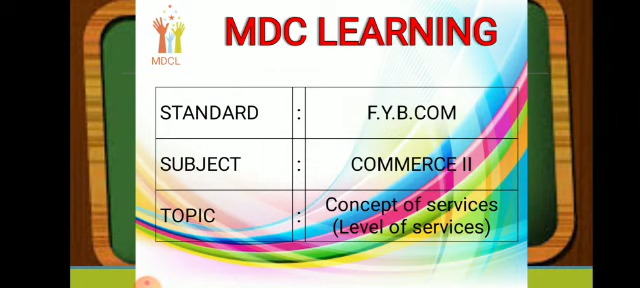 MDC LEARNING
MDCL
STANDARD : F.Y.B.COM
SUBJECT : COMMERCE II
TOPIC : Concept of services
(Level of services)